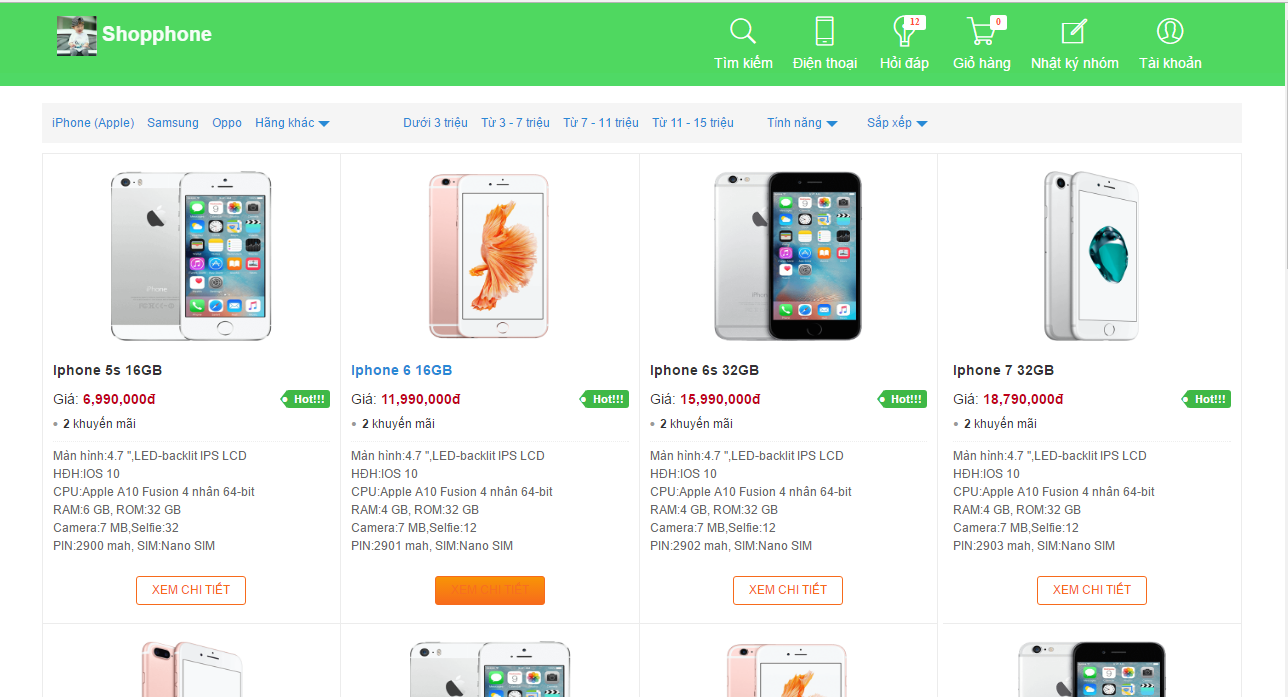 Shopphone
12
0
Tìm kiếm Điện thoại Hỏi đáp Giỏ hàng Nhật ký nhóm Tài khoản
iPhone (Apple) Samsung Oppo Hãng khác Dưới 3 triệu Từ 3 - 7 triệu Từ 7 - 11 triệu Từ 11 - 15 triệu Tính năng Sắp xếp
Iphone 5s 16GB
Giá: 6,990,000đ Hot!!!
2 khuyến mãi
Màn hình:4.7 ",LED-backlit IPS LCD
HĐH:IOS 10
CPU:Apple A10 Fusion 4 nhân 64-bit
RAM:6 GB, ROM:32 GB
Camera:7 MB,Selfie:32
PIN:2900 mah, SIM:Nano SIM
XEM CHI TIẾT
Iphone 6 16GB
Giá: 11,990,000đ Hot!!!
2 khuyến mãi
Màn hình:4.7 ",LED-backlit IPS LCD
HĐH:IOS 10
CPU:Apple A10 Fusion 4 nhân 64-bit
RAM:4 GB, ROM:32 GB
Camera:7 MB,Selfie:12
PIN:2901 mah, SIM:Nano SIM
XEM CHI TIẾT
Iphone 6s 32GB
Giá: 15,990,000đ Hot!!!
2 khuyến mãi
Màn hình:4.7 ",LED-backlit IPS LCD
HĐH:IOS 10
CPU:Apple A10 Fusion 4 nhân 64-bit
RAM:4 GB, ROM:32 GB
Camera:7 MB,Selfie:12
PIN:2902 mah, SIM:Nano SIM
XEM CHI TIẾT
Iphone 7 32GB
Giá: 18,790,000đ Hot!!!
2 khuyến mãi
Màn hình:4.7 ",LED-backlit IPS LCD
HĐH:IOS 10
CPU:Apple A10 Fusion 4 nhân 64-bit
RAM:4 GB, ROM:32 GB
Camera:7 MB,Selfie:12
PIN:2903 mah, SIM:Nano SIM
XEM CHI TIẾT